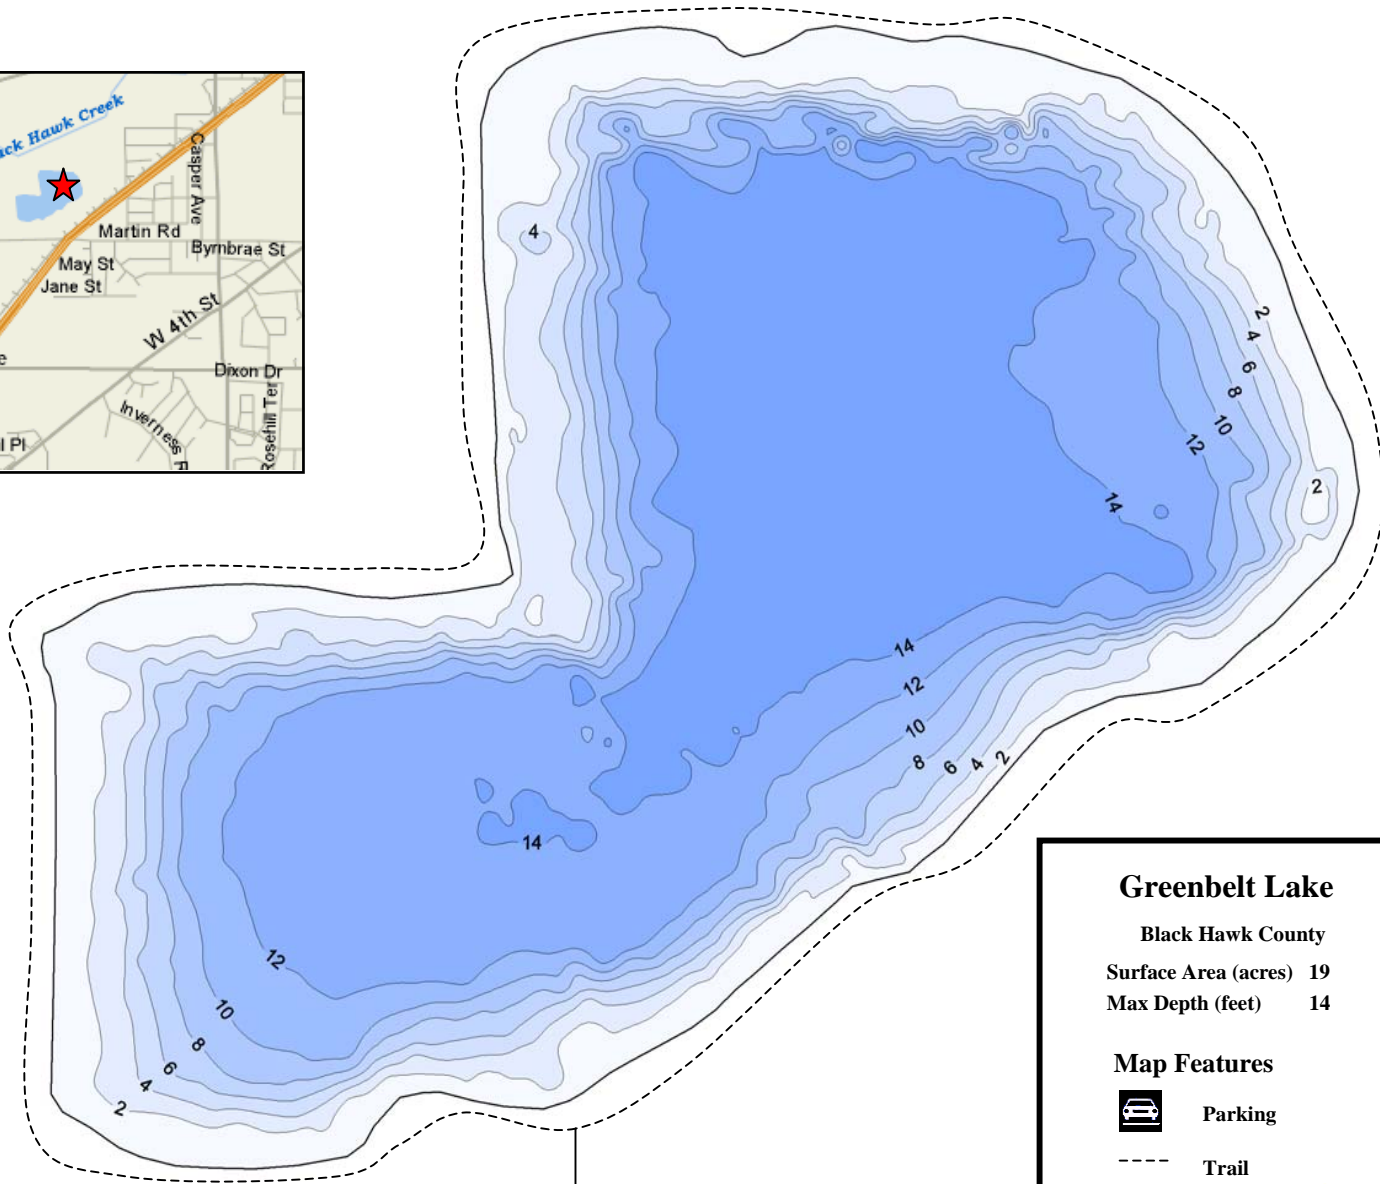 Hawk Creek
Casper Ave
Martin Rd
Byrnbrae St
May St
Jane St
W 4th St
Dixon Dr
Inverness
Rosehill Ter
Pl
4
2
4
6
8
10
12
14
2
14
12
10
8
6
4
2
14
12
10
8
6
4
2
Greenbelt Lake
Black Hawk County
Surface Area (acres) 19
Max Depth (feet) 14
Map Features
Parking
Trail